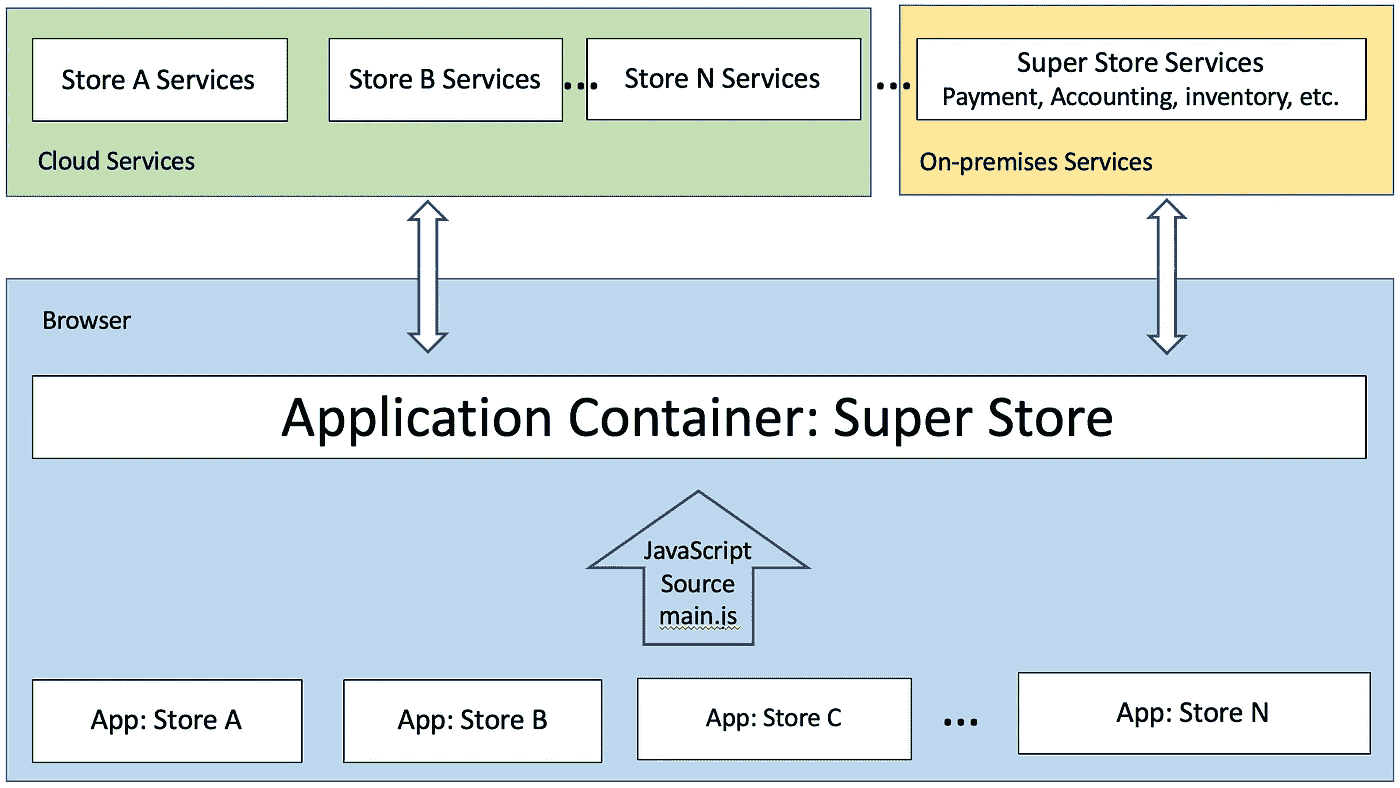 Store A Services
Store B Services
...
Store N Services
...
Super Store Services
Payment, Accounting, inventory, etc.
Cloud Services
On-premises Services
Browser
Application Container: Super Store
JavaScript
Source
main.js
App: Store A
App: Store B
App: Store C
...
App: Store N